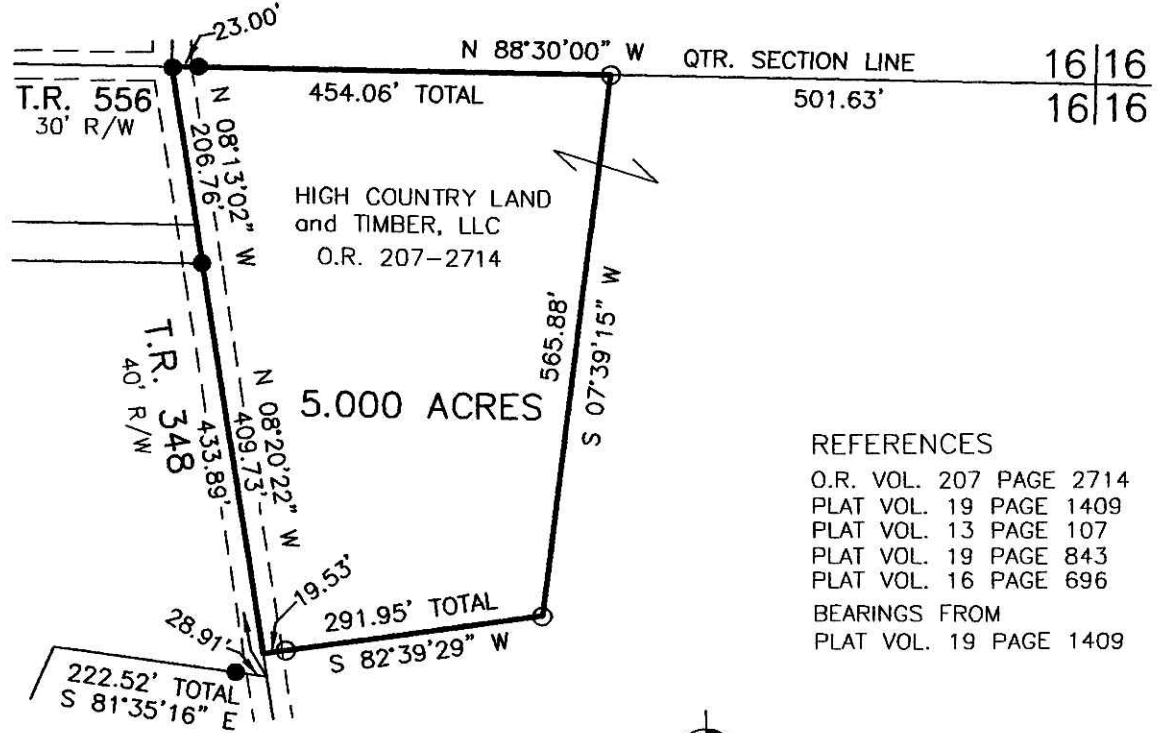 23.00'
N 88°30'00" W
QTR. SECTION LINE
16|16
T.R. 556
30' R/W
454.06' TOTAL
501.63'
16|16
N 08°13'02" W
206.76'
HIGH COUNTRY LAND
and TIMBER, LLC
O.R. 207-2714
565.88'
S 07°39'15" W
T.R. 348
40' R/W
433.89'
N 08°20'22" W
409.73'
5.000 ACRES
REFERENCES
O.R. VOL. 207 PAGE 2714
PLAT VOL. 19 PAGE 1409
PLAT VOL. 13 PAGE 107
PLAT VOL. 19 PAGE 843
PLAT VOL. 16 PAGE 696
BEARINGS FROM
PLAT VOL. 19 PAGE 1409
19.53'
28.91'
291.95' TOTAL
S 82°39'29" W
222.52' TOTAL
S 81°35'16" E